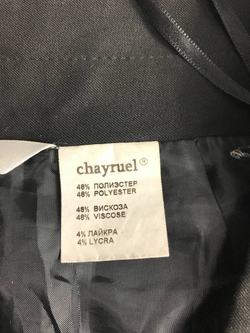 chayruel®
48% ПОЛИЭСТЕР
48% POLYESTER
48% ВИСКОЗА
48% VISCOSE
4% ЛАЙКРА
4% LYCRA